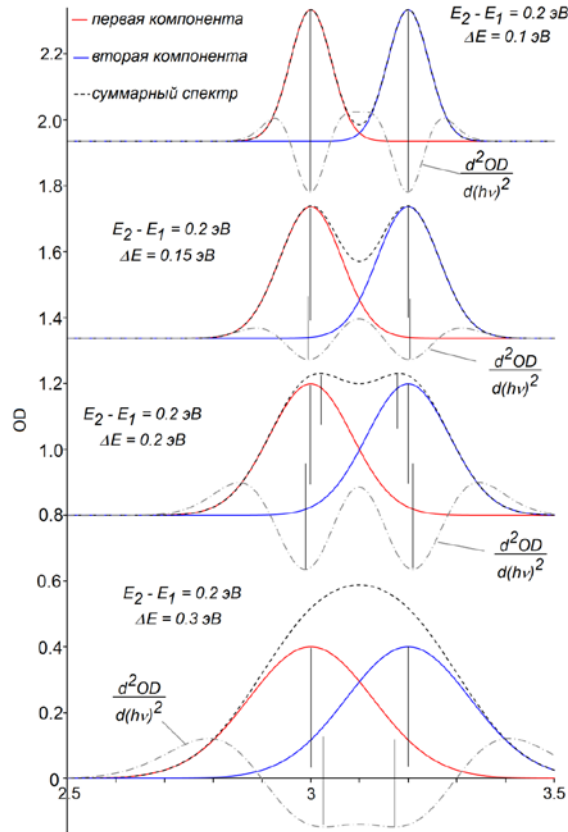 первая компонента
вторая компонента
суммарный спектр
E2 - E1 = 0.2 эВ
ΔE = 0.1 эВ
d²OD
d(hν)²
E2 - E1 = 0.2 эВ
ΔE = 0.15 эВ
d²OD
d(hν)²
E2 - E1 = 0.2 эВ
ΔE = 0.2 эВ
d²OD
d(hν)²
E2 - E1 = 0.2 эВ
ΔE = 0.3 эВ
d²OD
d(hν)²
OD
2.2
2.0
1.8
1.6
1.4
1.2
1.0
0.8
0.6
0.4
0.2
0
2.5
3
3.5